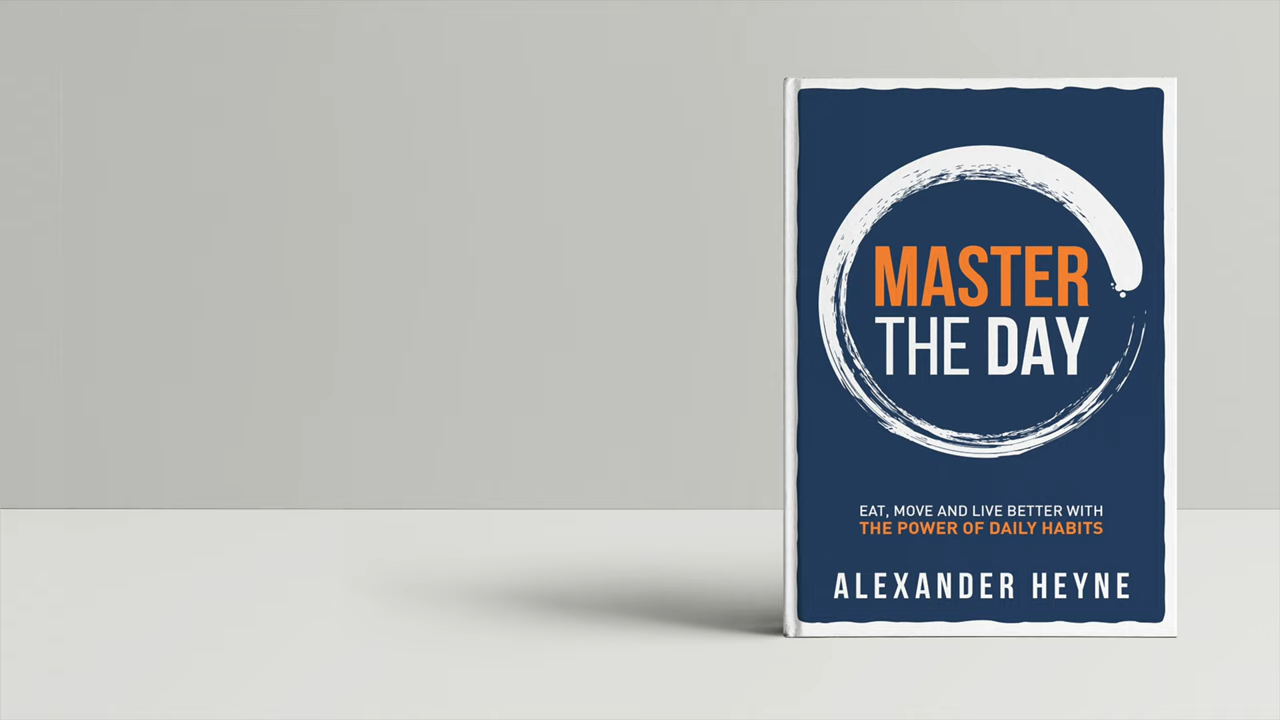 MASTER
THE DAY
EAT, MOVE AND LIVE BETTER WITH
THE POWER OF DAILY HABITS
ALEXANDER HEYNE